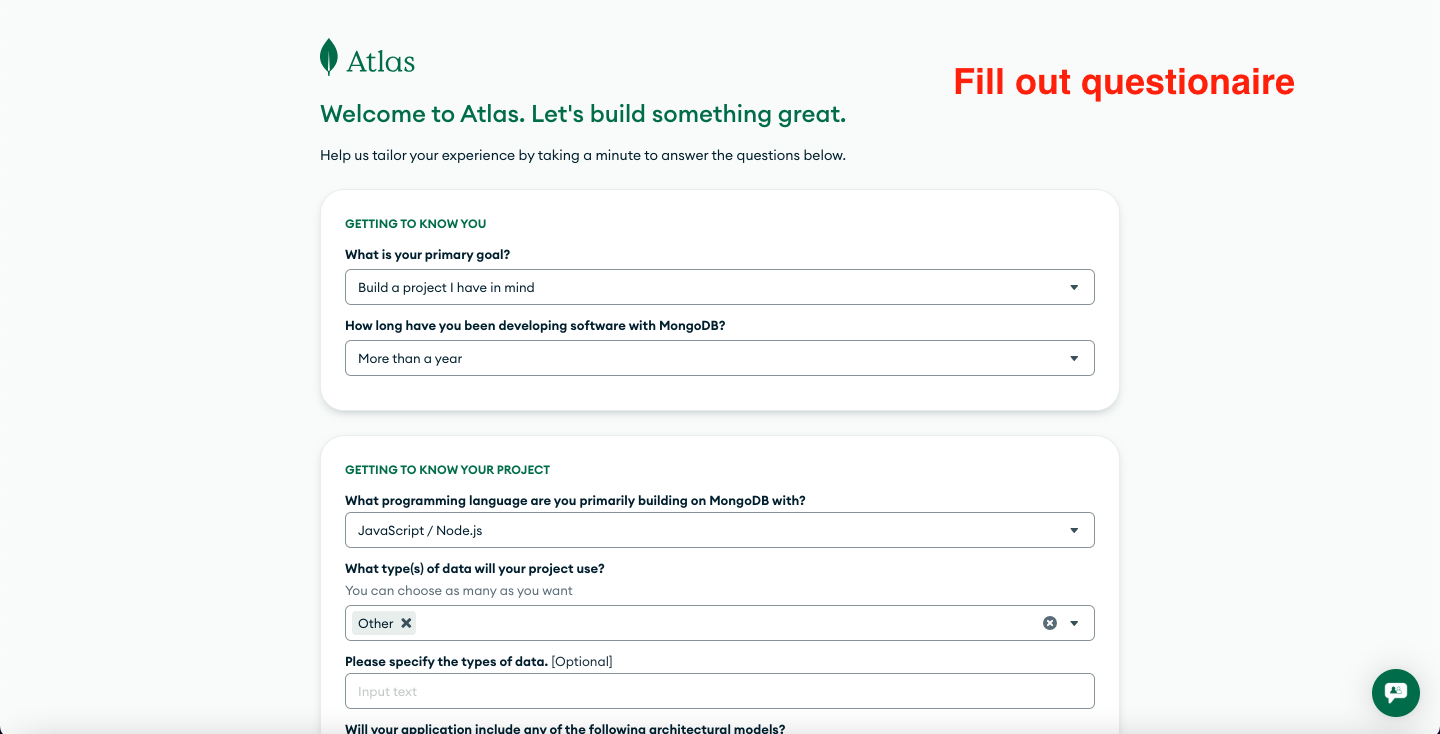 Atlas
Fill out questionaire
Welcome to Atlas. Let's build something great.
Help us tailor your experience by taking a minute to answer the questions below.
GETTING TO KNOW YOU
What is your primary goal?
Build a project I have in mind
How long have you been developing software with MongoDB?
More than a year
GETTING TO KNOW YOUR PROJECT
What programming language are you primarily building on MongoDB with?
JavaScript / Node.js
What type(s) of data will your project use?
You can choose as many as you want
Other
Please specify the types of data. [Optional]
Input text
Will your application include any of the following architectural models?